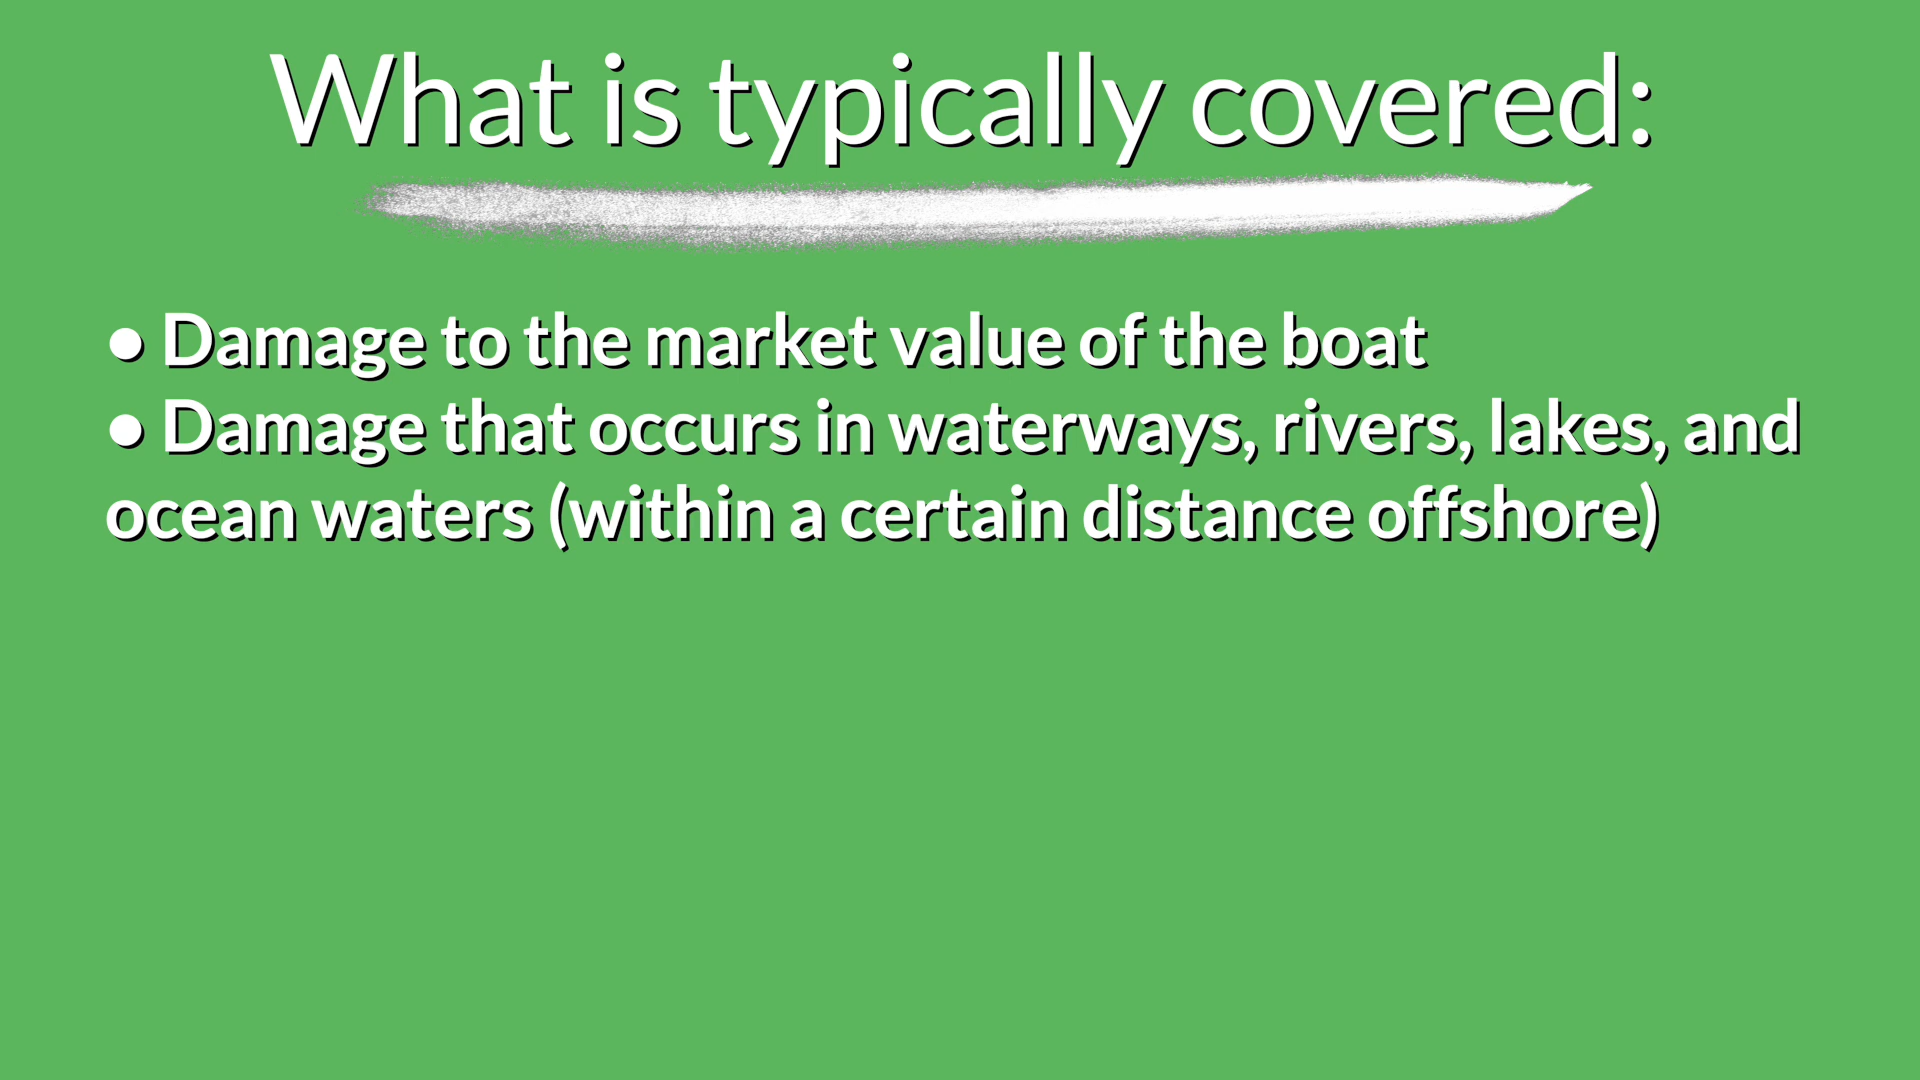 What is typically covered:
● Damage to the market value of the boat
● Damage that occurs in waterways, rivers, lakes, and
ocean waters (within a certain distance offshore)